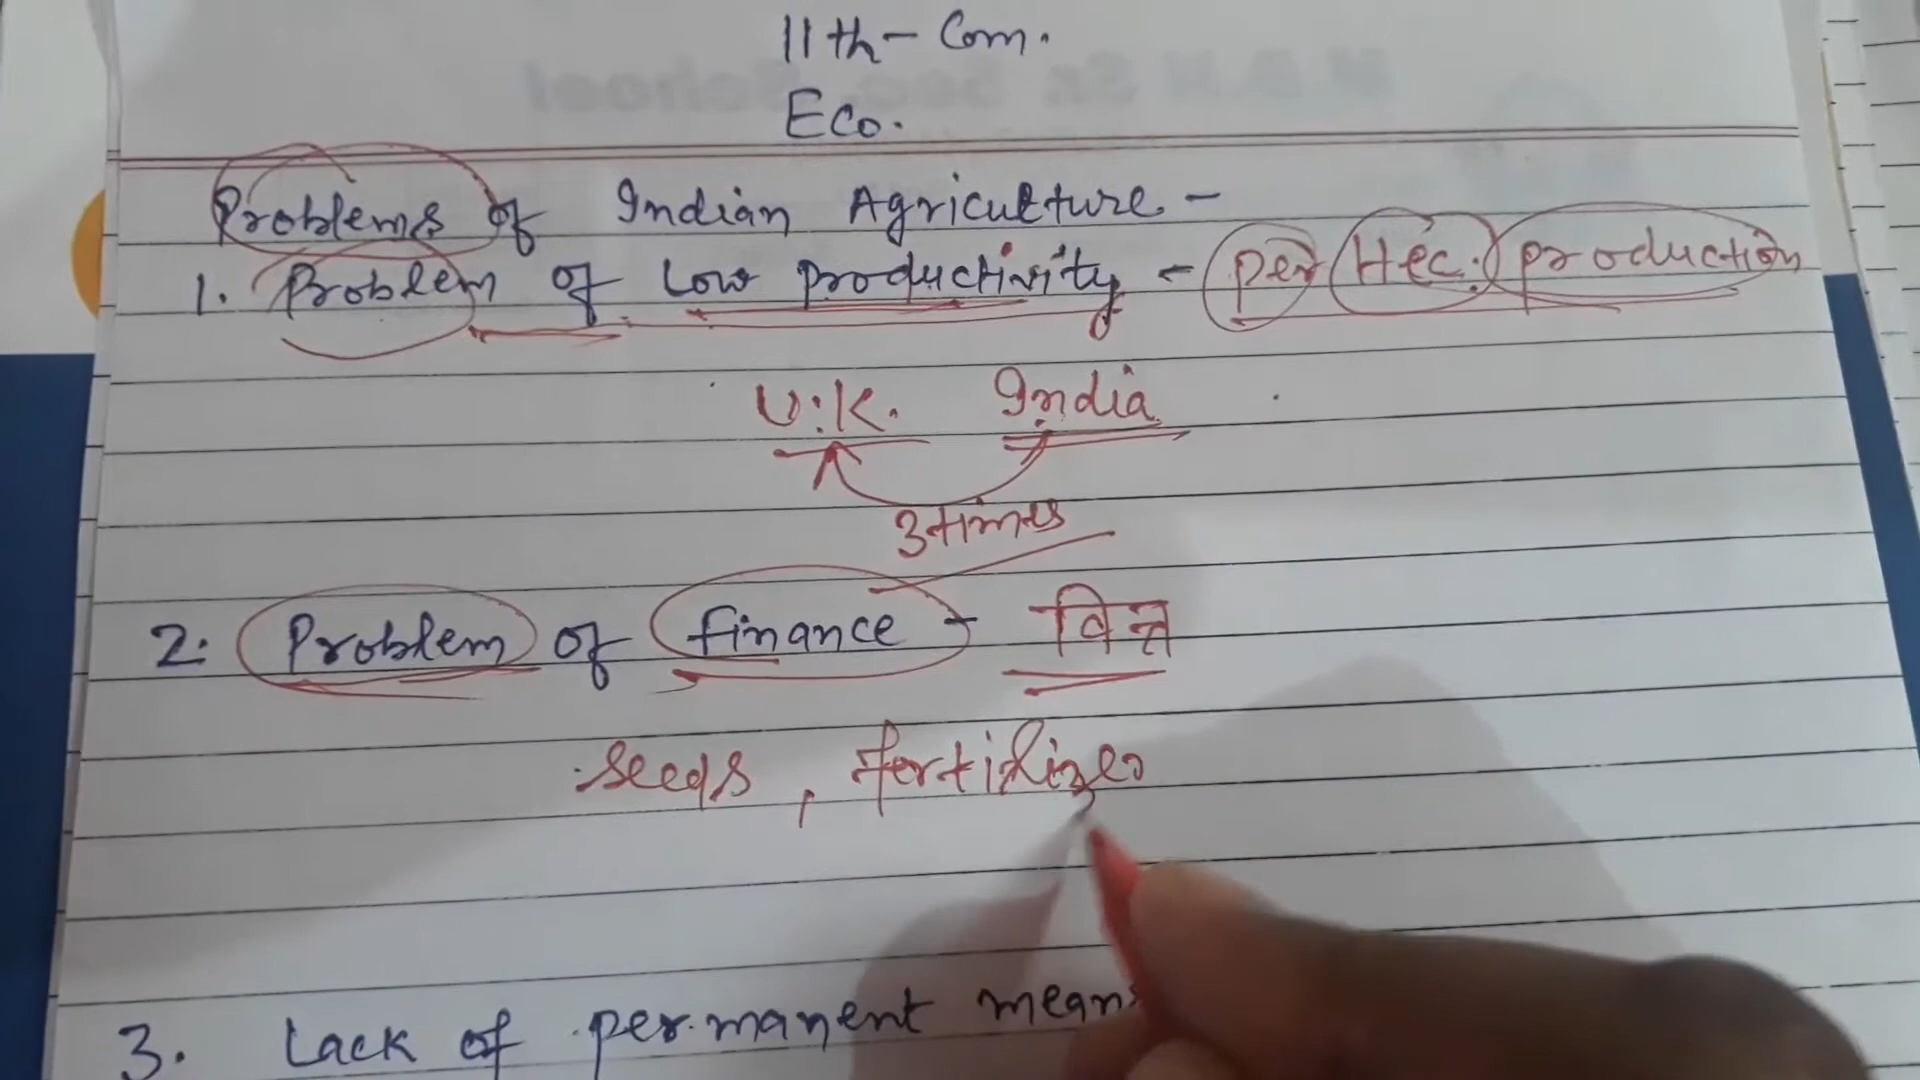 11th - Com.
Eco.
Problems of Indian Agriculture. -
1. Problem of Low Productivity - per Hec. production
U.K. India
3 times
2. Problem of finance - वित्त
seeds, fertilizer
3. Lack of permanent means